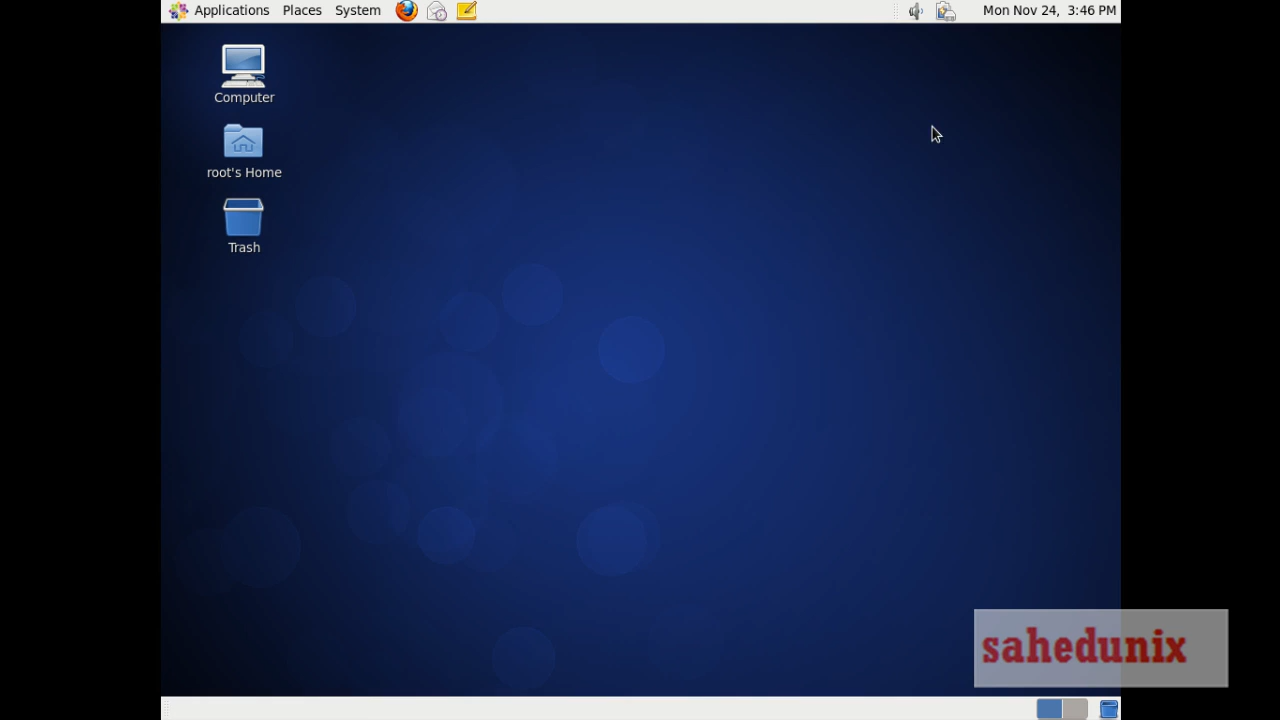 Applications Places System
Mon Nov 24, 3:46 PM
Computer
root's Home
Trash
sahedunix